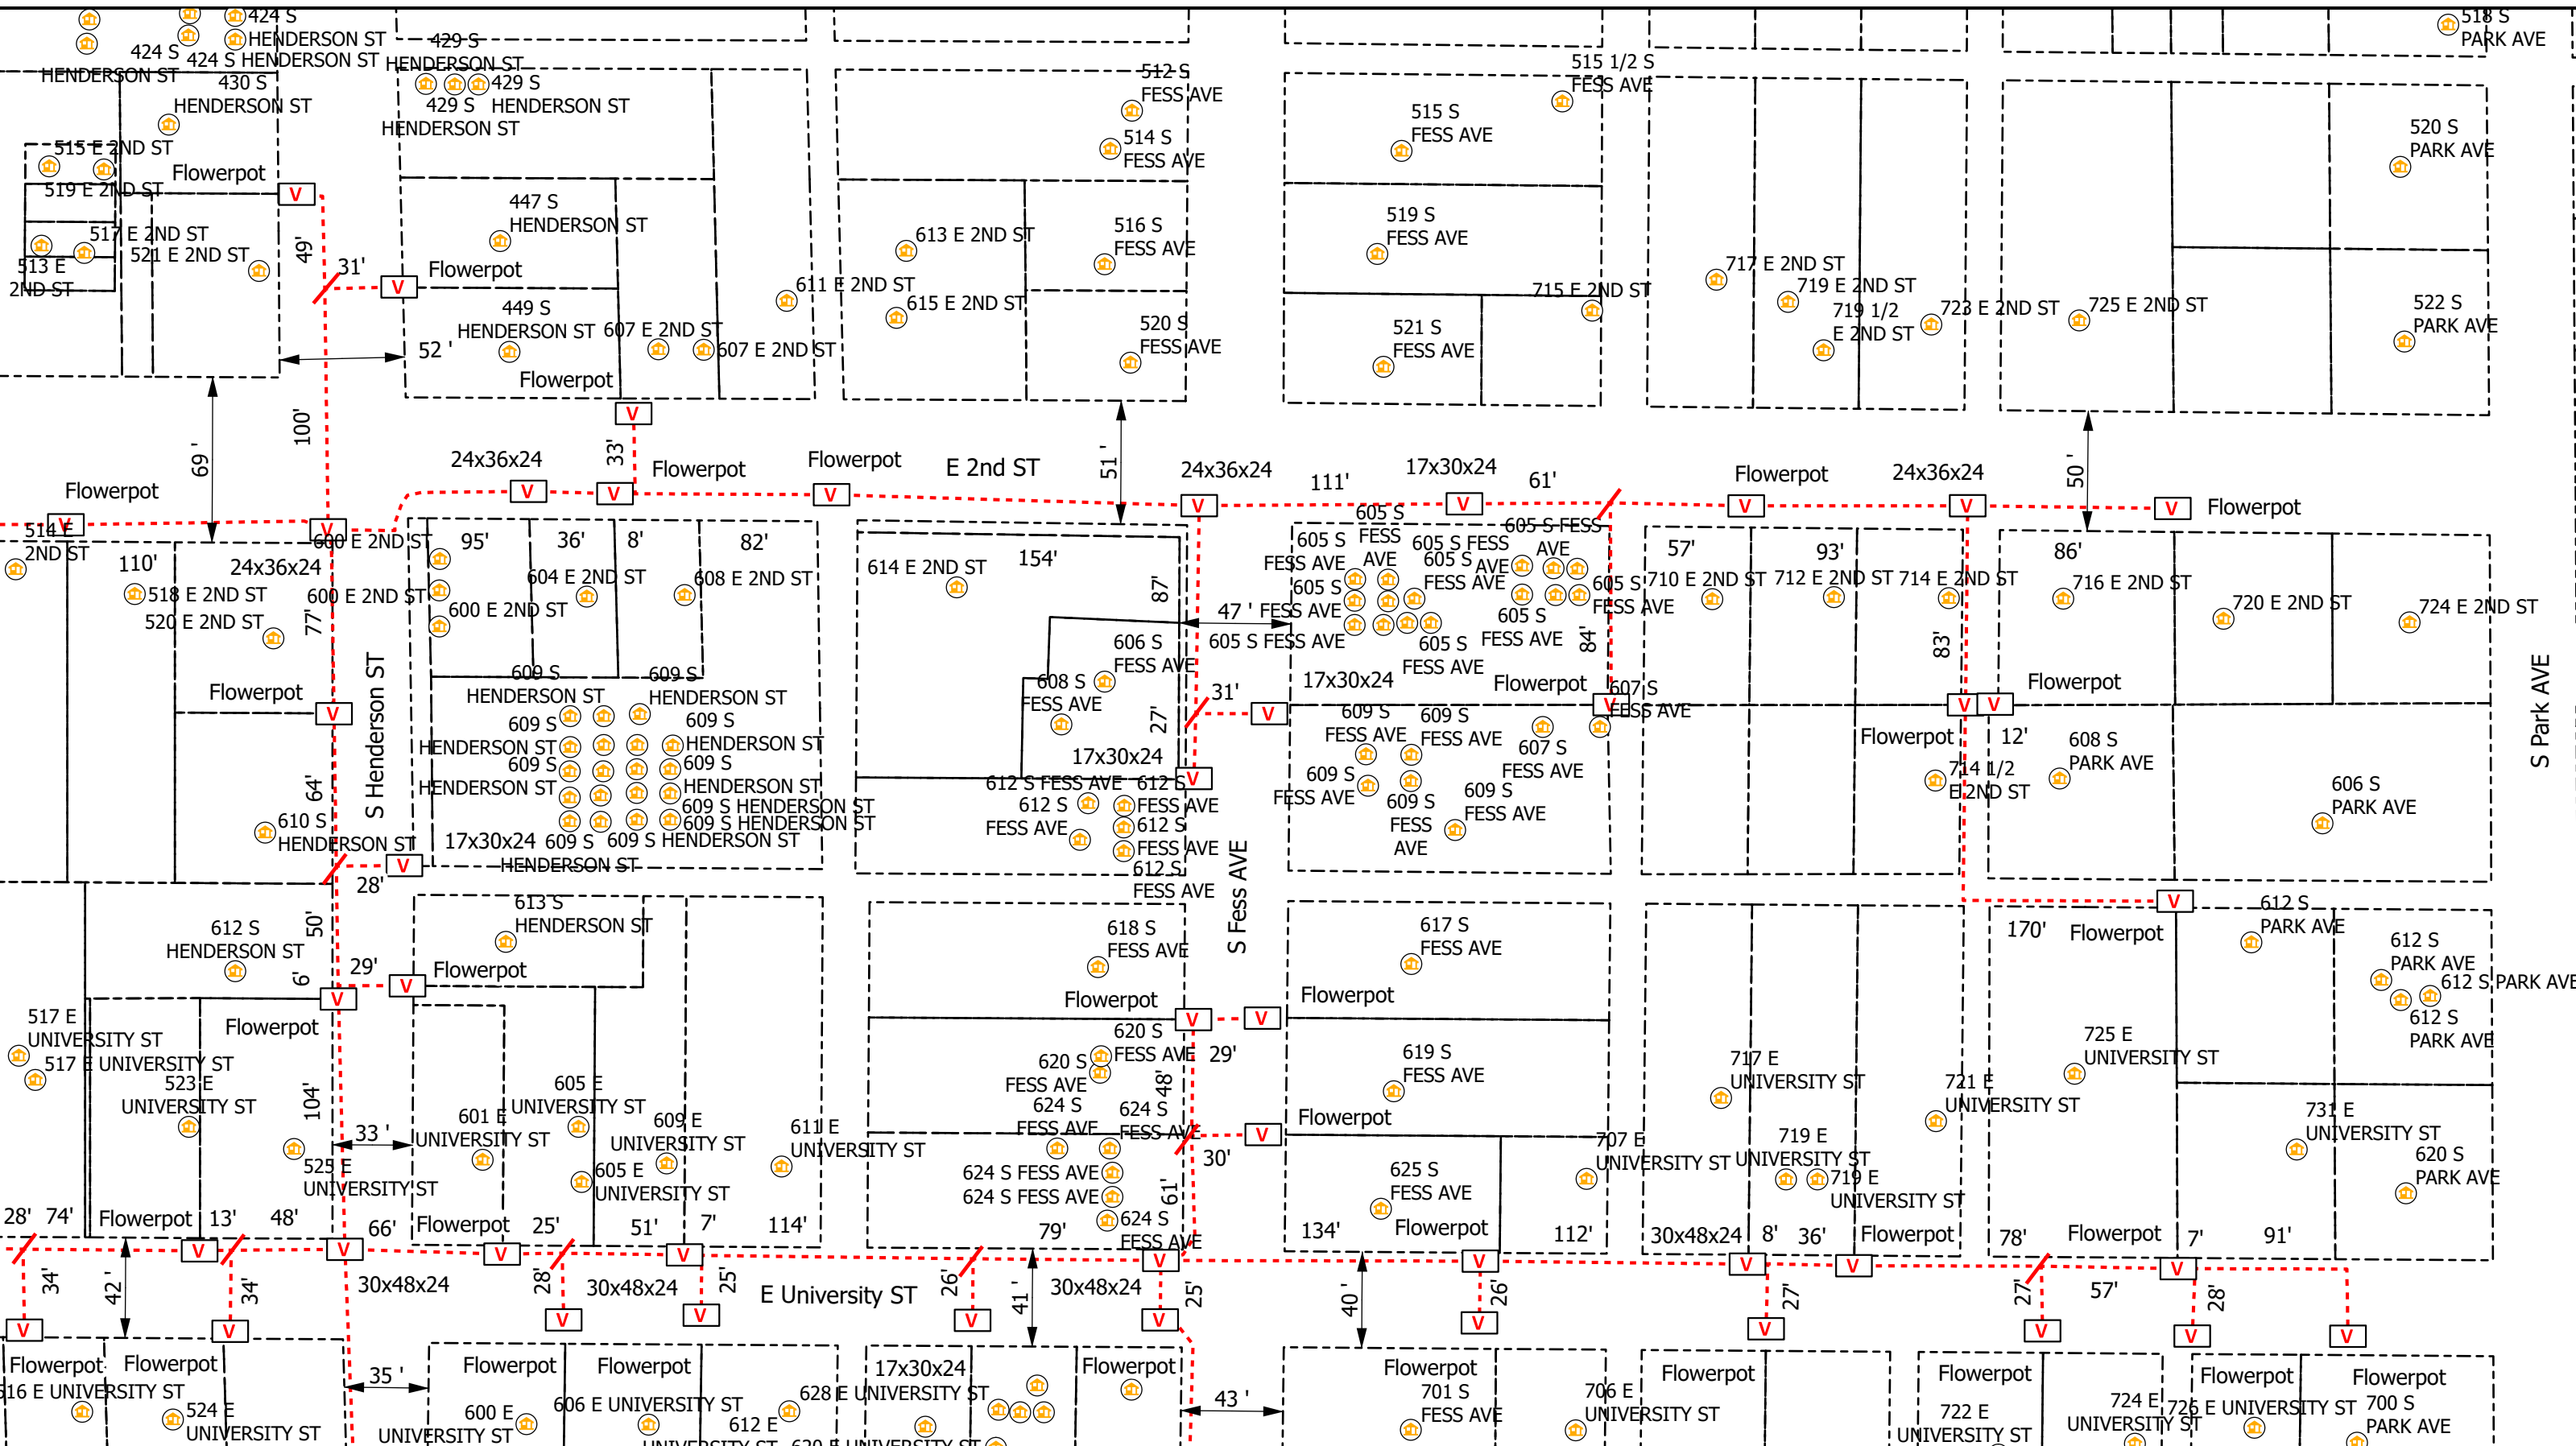 424 S
HENDERSON ST
424 S
HENDERSON ST
424 S HENDERSON ST
429 S
HENDERSON ST
518 S
PARK AVE
430 S
HENDERSON ST
429 S
HENDERSON ST
429 S
HENDERSON ST
512 S
FESS AVE
515 1/2 S
FESS AVE
515 S
FESS AVE
514 S
FESS AVE
520 S
PARK AVE
515 E 2ND ST
519 E 2ND ST
Flowerpot
V
447 S
HENDERSON ST
516 S
FESS AVE
519 S
FESS AVE
613 E 2ND ST
517 E 2ND ST
521 E 2ND ST
513 E
2ND ST
49'
31'
Flowerpot
V
611 E 2ND ST
615 E 2ND ST
715 E 2ND ST
717 E 2ND ST
719 E 2ND ST
719 1/2
E 2ND ST
723 E 2ND ST
725 E 2ND ST
522 S
PARK AVE
449 S
HENDERSON ST
607 E 2ND ST
607 E 2ND ST
520 S
FESS AVE
521 S
FESS AVE
52 '
Flowerpot
V
100'
69 '
33'
51 '
50 '
24x36x24
Flowerpot
Flowerpot
E 2nd ST
24x36x24
111'
17x30x24
61'
Flowerpot
24x36x24
Flowerpot
Flowerpot
V
V
V
V
V
V
V
V
V
V
514 E
2ND ST
110'
24x36x24
518 E 2ND ST
520 E 2ND ST
77'
600 E 2ND ST
600 E 2ND ST
600 E 2ND ST
95'
36'
8'
82'
604 E 2ND ST
608 E 2ND ST
614 E 2ND ST
154'
87'
47 '
605 S
FESS
AVE
605 S
FESS AVE
605 S FESS
AVE
605 S FESS
AVE
605 S
FESS AVE
605 S
FESS AVE
605 S
FESS AVE
605 S FESS AVE
605 S
FESS AVE
605 S
FESS AVE
84'
57'
93'
86'
710 E 2ND ST
712 E 2ND ST
714 E 2ND ST
716 E 2ND ST
720 E 2ND ST
724 E 2ND ST
83'
S Park AVE
S Henderson ST
Flowerpot
V
64'
609 S
HENDERSON ST
609 S
HENDERSON ST
609 S
HENDERSON ST
609 S
HENDERSON ST
609 S
HENDERSON ST
609 S
HENDERSON ST
609 S HENDERSON ST
609 S HENDERSON ST
609 S HENDERSON ST
609 S
HENDERSON ST
17x30x24
V
606 S
FESS AVE
608 S
FESS AVE
27'
31'
V
17x30x24
17x30x24
V
Flowerpot
V
607 S
FESS AVE
609 S
FESS AVE
609 S
FESS AVE
607 S
FESS AVE
609 S
FESS AVE
609 S
FESS
AVE
609 S
FESS AVE
612 S FESS AVE
612 S
FESS AVE
612 S
FESS AVE
612 S
FESS AVE
612 S
FESS AVE
V
V
Flowerpot
Flowerpot
12'
714 1/2
E 2ND ST
608 S
PARK AVE
606 S
PARK AVE
610 S
HENDERSON ST
28'
50'
S Fess AVE
612 S
HENDERSON ST
613 S
HENDERSON ST
618 S
FESS AVE
617 S
FESS AVE
V
170'
Flowerpot
612 S
PARK AVE
612 S
PARK AVE
612 S PARK AVE
612 S
PARK AVE
6'
29'
Flowerpot
V
V
Flowerpot
Flowerpot
V
V
Flowerpot
29'
517 E
UNIVERSITY ST
517 E UNIVERSITY ST
523 E
UNIVERSITY ST
104'
33 '
525 E
UNIVERSITY ST
601 E
UNIVERSITY ST
605 E
UNIVERSITY ST
605 E
UNIVERSITY ST
609 E
UNIVERSITY ST
611 E
UNIVERSITY ST
620 S
FESS AVE
620 S
FESS AVE
48'
624 S
FESS AVE
624 S
FESS AVE
624 S FESS AVE
624 S FESS AVE
624 S
FESS AVE
619 S
FESS AVE
Flowerpot
V
30'
61'
625 S
FESS AVE
707 E
UNIVERSITY ST
717 E
UNIVERSITY ST
719 E
UNIVERSITY ST
719 E
UNIVERSITY ST
721 E
UNIVERSITY ST
725 E
UNIVERSITY ST
731 E
UNIVERSITY ST
620 S
PARK AVE
28'
74'
Flowerpot
13'
48'
66'
Flowerpot
25'
51'
7'
114'
79'
134'
Flowerpot
112'
30x48x24
8'
36'
Flowerpot
78'
Flowerpot
7'
91'
V
V
V
V
V
V
V
V
V
34'
42 '
34'
30x48x24
28'
30x48x24
25'
E University ST
26'
41 '
30x48x24
25'
40 '
26'
27'
27'
57'
28'
V
V
V
V
V
V
V
V
V
V
V
Flowerpot
Flowerpot
35 '
Flowerpot
Flowerpot
17x30x24
Flowerpot
43 '
Flowerpot
Flowerpot
Flowerpot
Flowerpot
Flowerpot
516 E UNIVERSITY ST
524 E
UNIVERSITY ST
600 E
UNIVERSITY ST
606 E UNIVERSITY ST
612 E
UNIVERSITY ST
628 E UNIVERSITY ST
620 E UNIVERSITY ST
701 S
FESS AVE
706 E
UNIVERSITY ST
722 E
UNIVERSITY ST
724 E
UNIVERSITY ST
726 E UNIVERSITY ST
700 S
PARK AVE